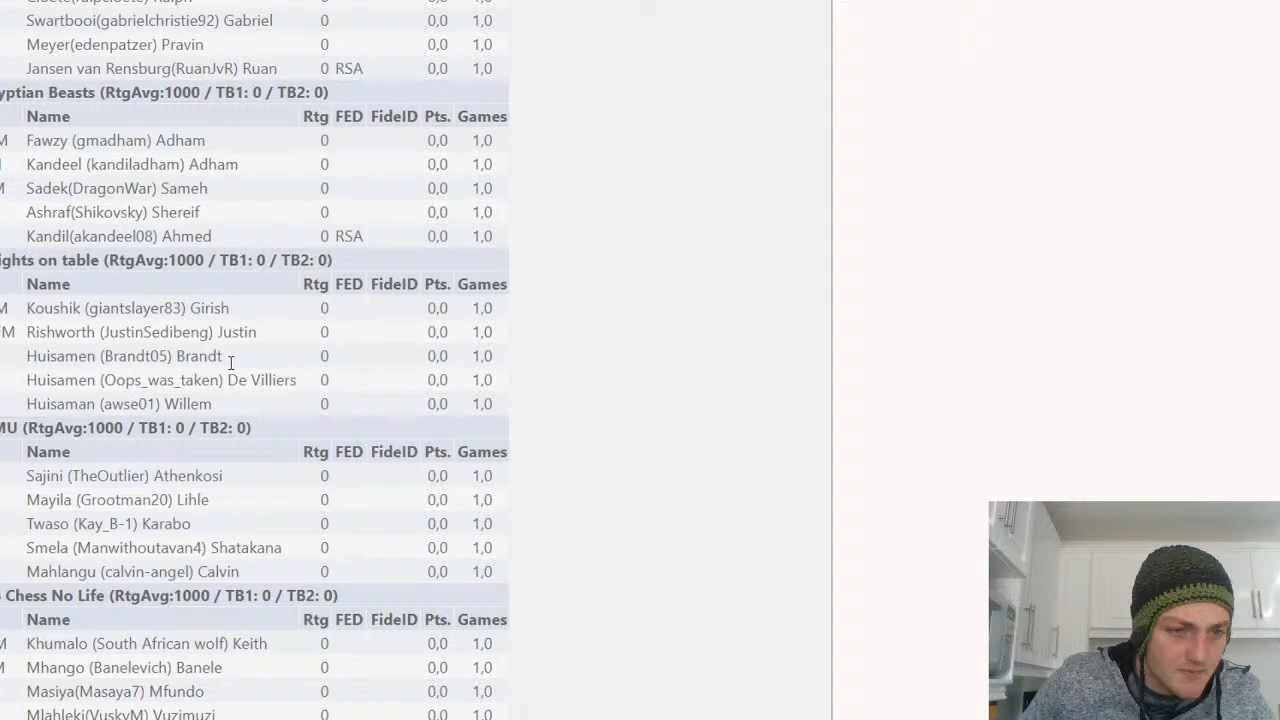 Swartbooi(gabrielchristie92) Gabriel 0 0,0 1,0
Meyer(edenpatzer) Pravin 0 0,0 1,0
Jansen van Rensburg(RuanJvR) Ruan 0 RSA 0,0 1,0
yptian Beasts (RtgAvg:1000 / TB1: 0 / TB2: 0)
Name Rtg FED FideID Pts. Games
M Fawzy (gmadham) Adham 0 0,0 1,0
Kandeel (kandiladham) Adham 0 0,0 1,0
M Sadek(DragonWar) Sameh 0 0,0 1,0
Ashraf(Shikovsky) Shereif 0 0,0 1,0
Kandil(akandeel08) Ahmed 0 RSA 0,0 1,0
ights on table (RtgAvg:1000 / TB1: 0 / TB2: 0)
Name Rtg FED FideID Pts. Games
M Koushik (giantslayer83) Girish 0 0,0 1,0
FM Rishworth (JustinSedibeng) Justin 0 0,0 1,0
Huisamen (Brandt05) Brandt 0 0,0 1,0
Huisamen (Oops_was_taken) De Villiers 0 0,0 1,0
Huisaman (awse01) Willem 0 0,0 1,0
MU (RtgAvg:1000 / TB1: 0 / TB2: 0)
Name Rtg FED FideID Pts. Games
Sajini (TheOutlier) Athenkosi 0 0,0 1,0
Mayila (Grootman20) Lihle 0 0,0 1,0
Twaso (Kay_B-1) Karabo 0 0,0 1,0
Smela (Manwithoutavan4) Shatakana 0 0,0 1,0
Mahlangu (calvin-angel) Calvin 0 0,0 1,0
Chess No Life (RtgAvg:1000 / TB1: 0 / TB2: 0)
Name Rtg FED FideID Pts. Games
M Khumalo (South African wolf) Keith 0 0,0 1,0
M Mhango (Banelevich) Banele 0 0,0 1,0
Masiya(Masaya7) Mfundo 0 0,0 1,0
Mlahleki(VuskyM) Vuzimuzi 0 0,0 1,0